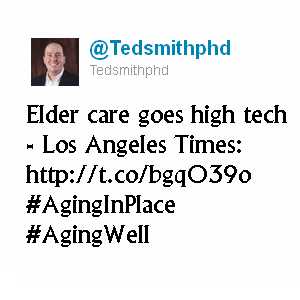 @Tedsmithphd
Tedsmithphd
Elder care goes high tech
- Los Angeles Times:
http://t.co/bgqO39o
#AgingInPlace
#AgingWell